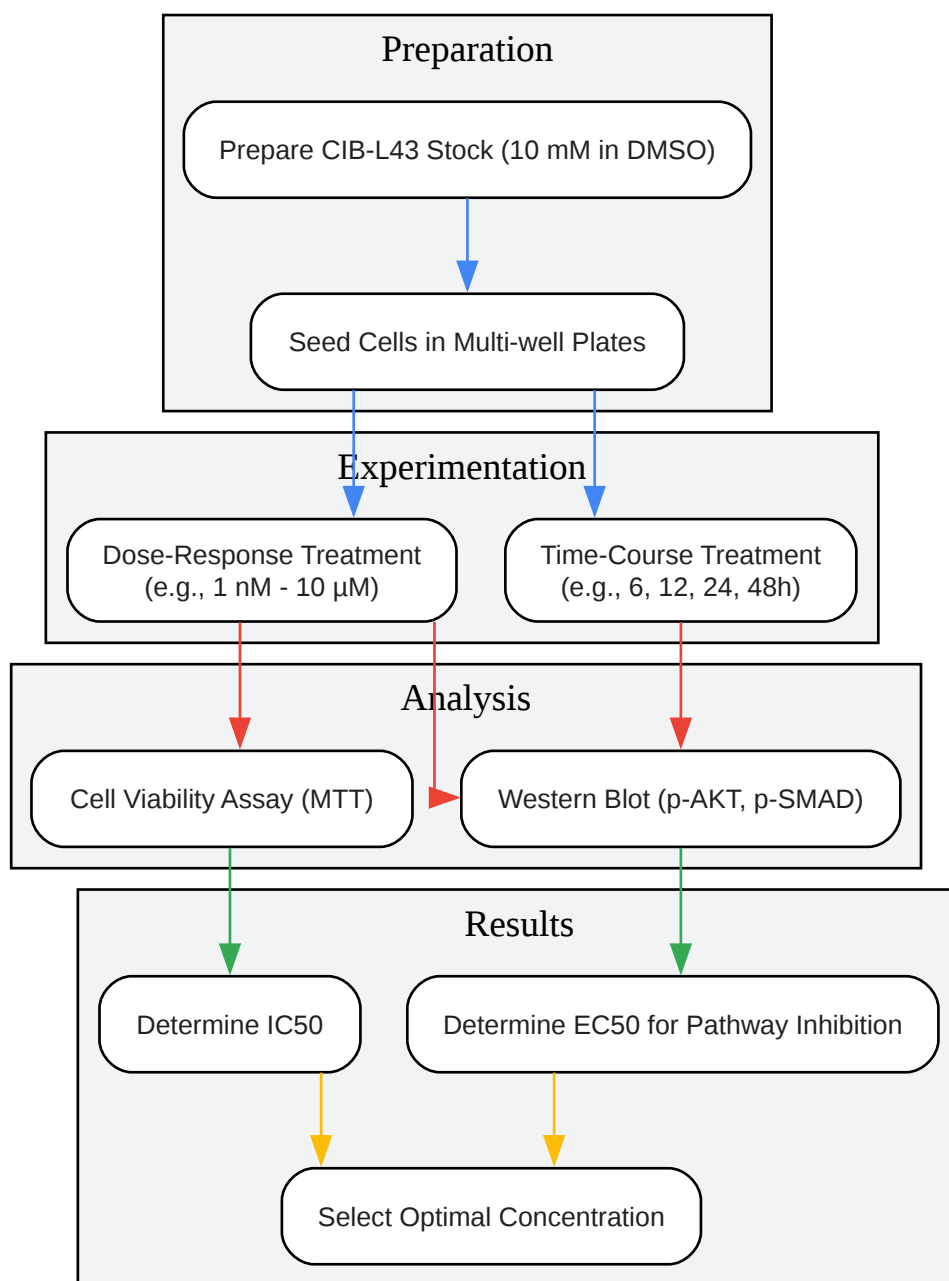 Preparation
Prepare CIB-L43 Stock (10 mM in DMSO)
Seed Cells in Multi-well Plates
Experimentation
Dose-Response Treatment
(e.g., 1 nM - 10 µM)
Time-Course Treatment
(e.g., 6, 12, 24, 48h)
Analysis
Cell Viability Assay (MTT)
Western Blot (p-AKT, p-SMAD)
Results
Determine IC50
Determine EC50 for Pathway Inhibition
Select Optimal Concentration